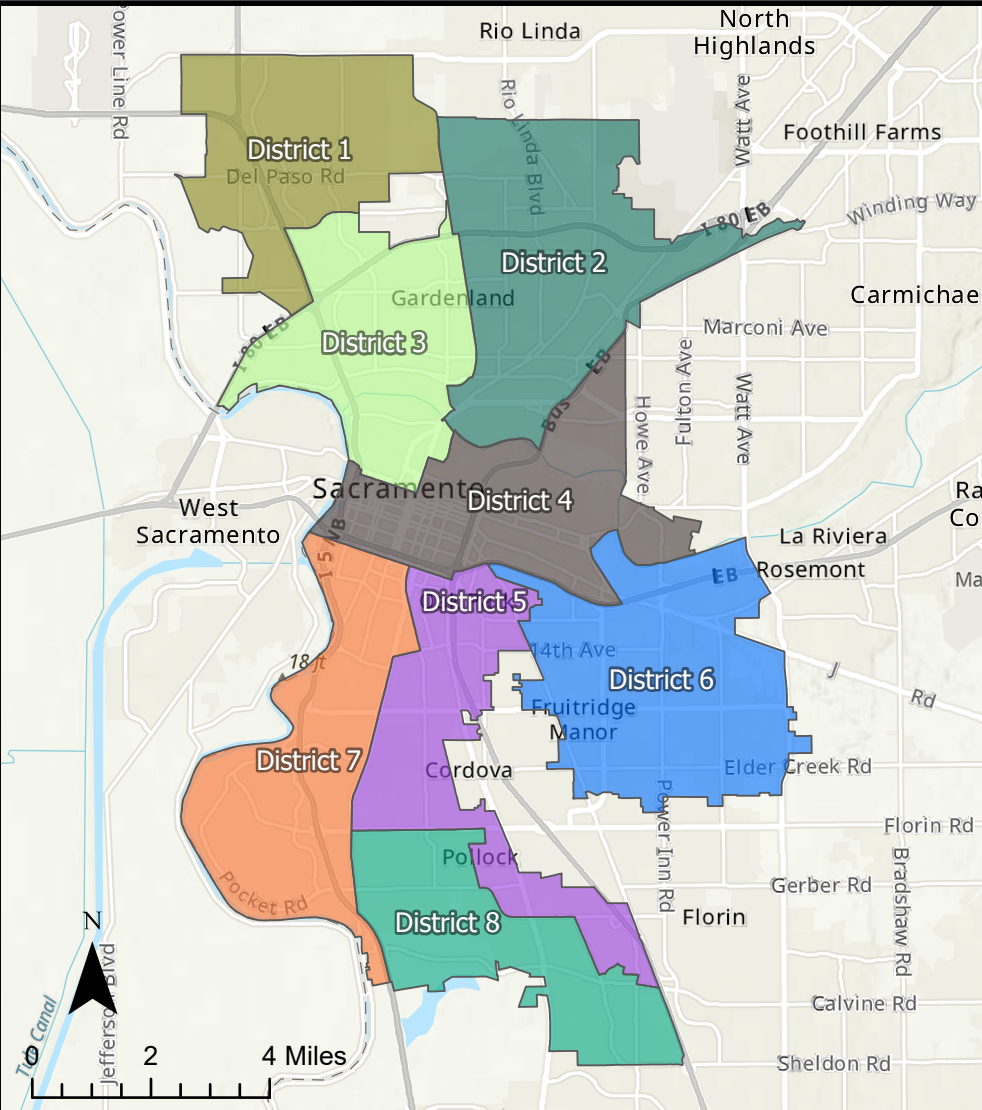 Power Line Rd
Rio Linda
North
Highlands
Rio Linda Blvd
Watt Ave
Foothill Farms
District 1
Del Paso Rd
I 80 EB
Winding Way
District 2
Gardenland
Carmichae
I 80 EB
District 3
Marconi Ave
Fulton Ave
Bus
EB
Watt Ave
Howe Ave
Sacramento
District 4
West
Sacramento
Ra
Co
La Riviera
I 5 NB
EB
Rosemont
Ma
District 5
14th Ave
18 ft
District 6
J
Rd
Fruitridge
Manor
District 7
Cordova
Elder Creek Rd
Power Inn Rd
Florin Rd
Pollock
Bradshaw Rd
Gerber Rd
Pocket Rd
District 8
Florin
N
Jefferson Blvd
Calvine Rd
Tule Canal
0
2
4 Miles
Sheldon Rd